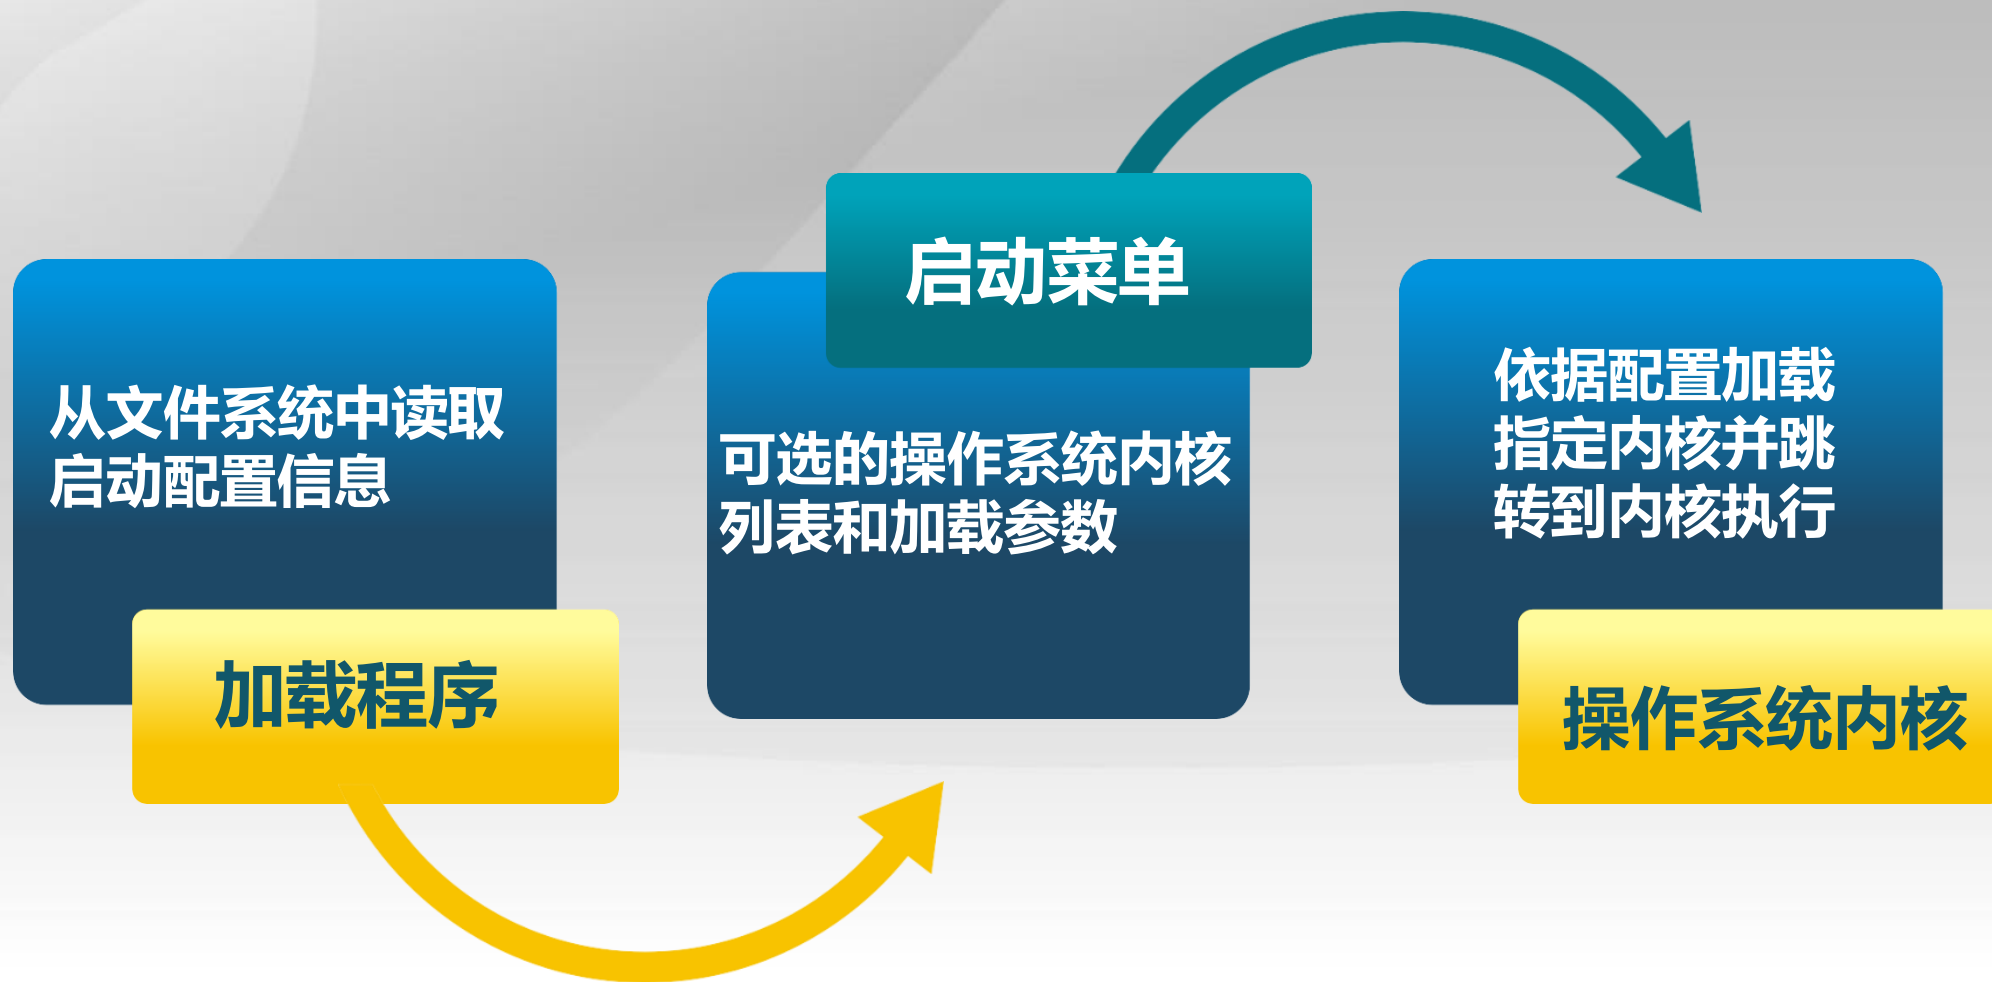 从文件系统中读取
启动配置信息
加载程序
启动菜单
可选的操作系统内核
列表和加载参数
依据配置加载
指定内核并跳
转到内核执行
操作系统内核